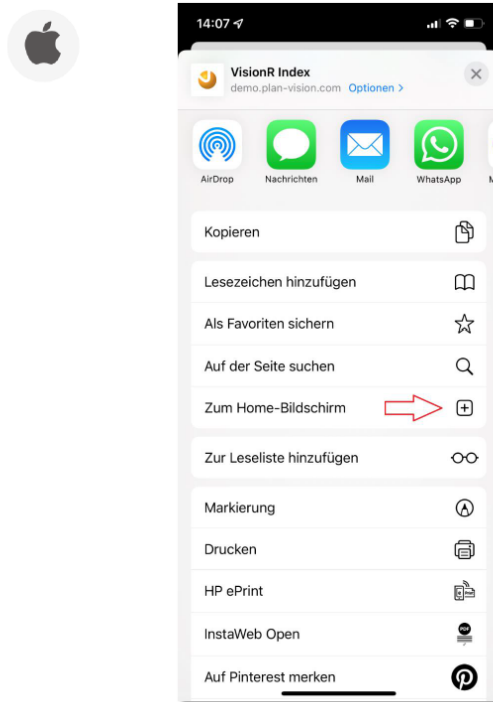 14:07
VisionR Index
demo.plan-vision.com Optionen >
AirDrop Nachrichten Mail WhatsApp
Kopieren
Lesezeichen hinzufügen
Als Favoriten sichern
Auf der Seite suchen
Zum Home-Bildschirm
Zur Leseliste hinzufügen
Markierung
Drucken
HP ePrint
InstaWeb Open
PDF
Auf Pinterest merken